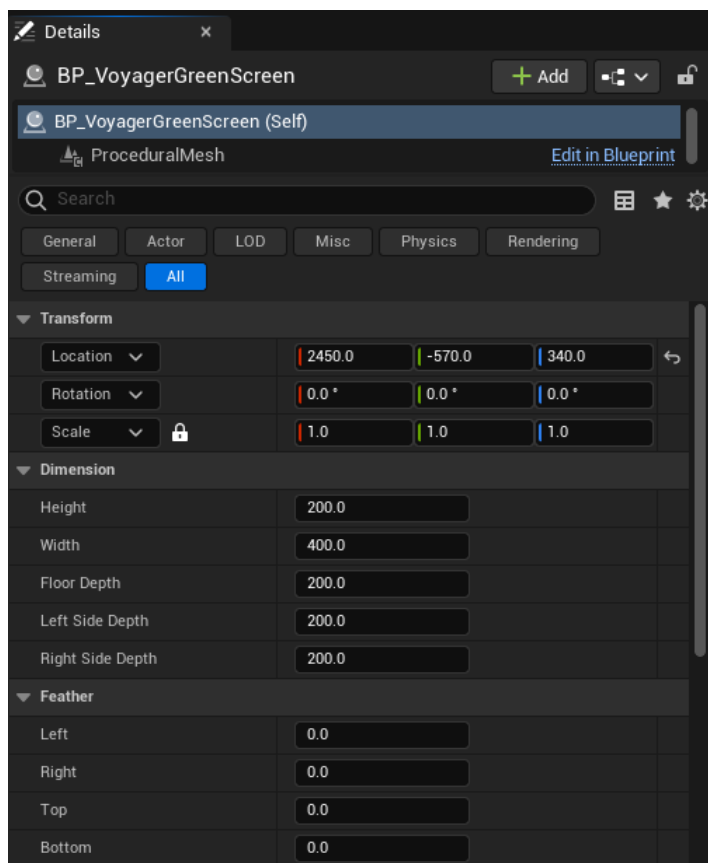 Details
BP_VoyagerGreenScreen
Add
BP_VoyagerGreenScreen (Self)
ProceduralMesh Edit in Blueprint
Search
General Actor LOD Misc Physics Rendering
Streaming All
Transform
Location 2450.0 -570.0 340.0
Rotation 0.0 ° 0.0 ° 0.0 °
Scale 1.0 1.0 1.0
Dimension
Height 200.0
Width 400.0
Floor Depth 200.0
Left Side Depth 200.0
Right Side Depth 200.0
Feather
Left 0.0
Right 0.0
Top 0.0
Bottom 0.0